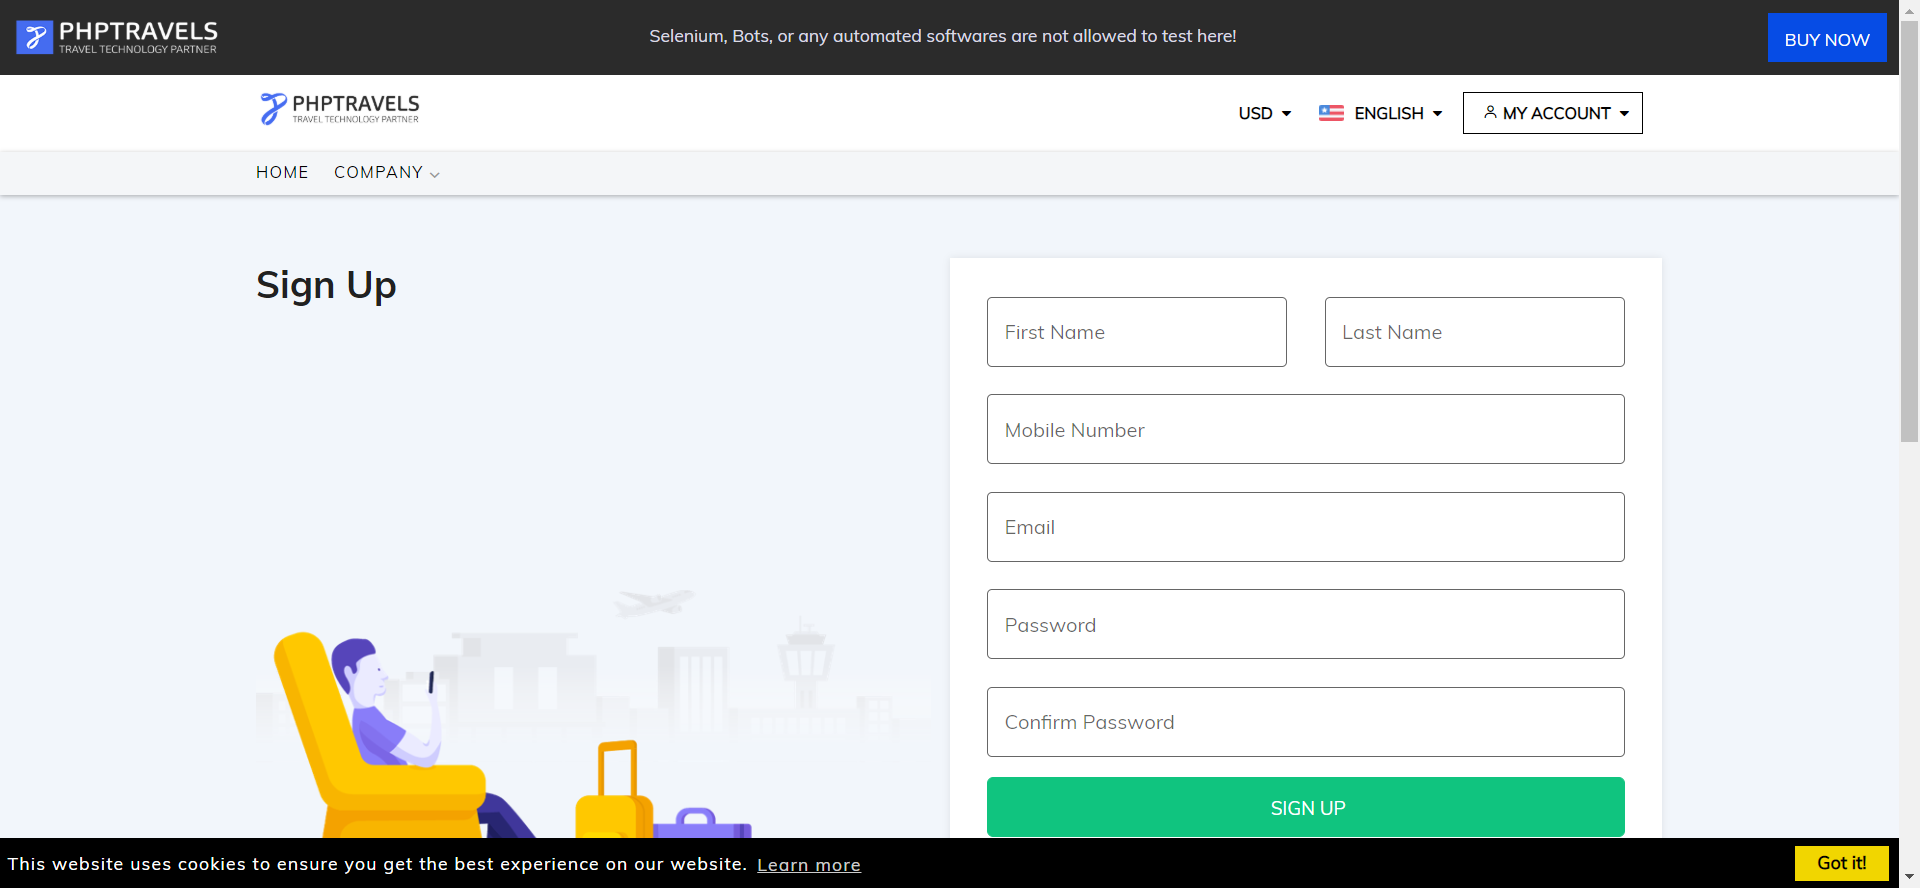 PHPTRAVELS
TRAVEL TECHNOLOGY PARTNER
Selenium, Bots, or any automated softwares are not allowed to test here!
BUY NOW
PHPTRAVELS
TRAVEL TECHNOLOGY PARTNER
USD
ENGLISH
MY ACCOUNT
HOME
COMPANY
Sign Up
First Name
Last Name
Mobile Number
Email
Password
Confirm Password
SIGN UP
This website uses cookies to ensure you get the best experience on our website. Learn more
Got it!